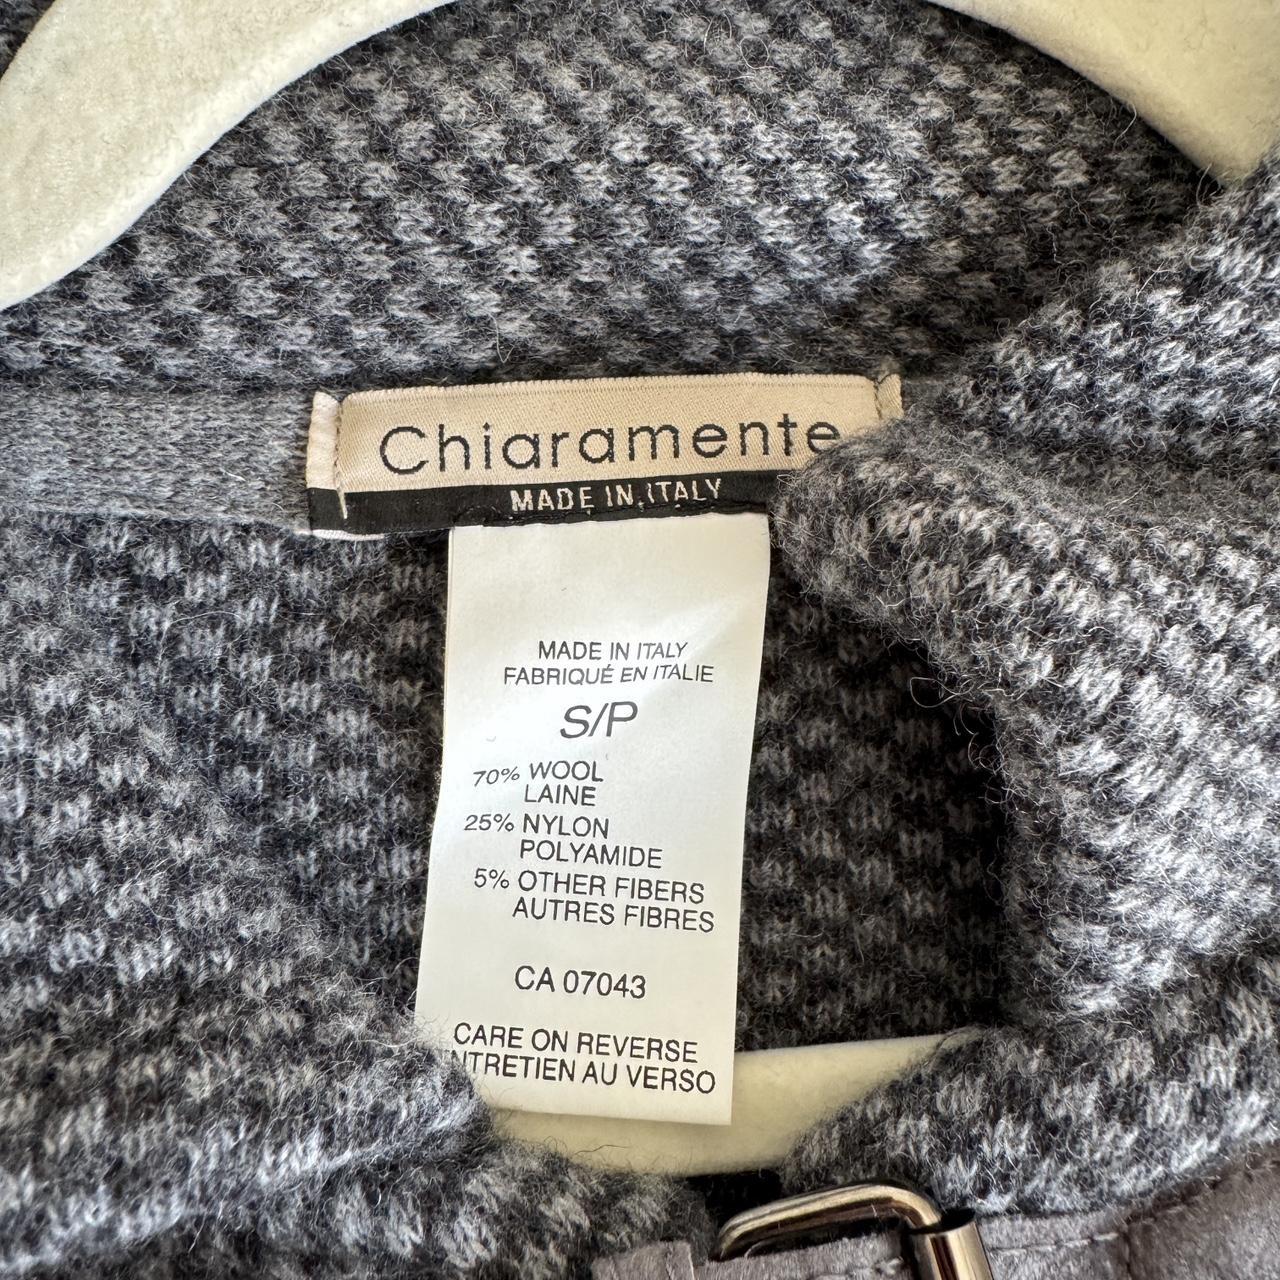 Chiaramente
MADE IN ITALY
MADE IN ITALY
FABRIQUÉ EN ITALIE
S/P
70% WOOL
LAINE
25% NYLON
POLYAMIDE
5% OTHER FIBERS
AUTRES FIBRES
CA 07043
CARE ON REVERSE
ENTRETIEN AU VERSO